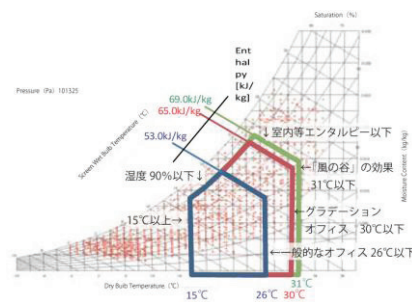 Saturation (%)
Ent
hal
py
[kJ/
kg]
Pressure (Pa) 101325
69.0kJ/kg
65.0kJ/kg
53.0kJ/kg
Screen Wet Bulb Temperature (℃)
↓室内等エンタルピー以下
湿度 90%以下↓
←「風の谷」の効果
31℃以下
Moisture Content (kg/kg)
15℃以上→
←グラデーション
オフィス 30℃以下
←一般的なオフィス 26℃以下
Dry Bulb Temperature (℃)
15℃
26℃
30℃
31℃